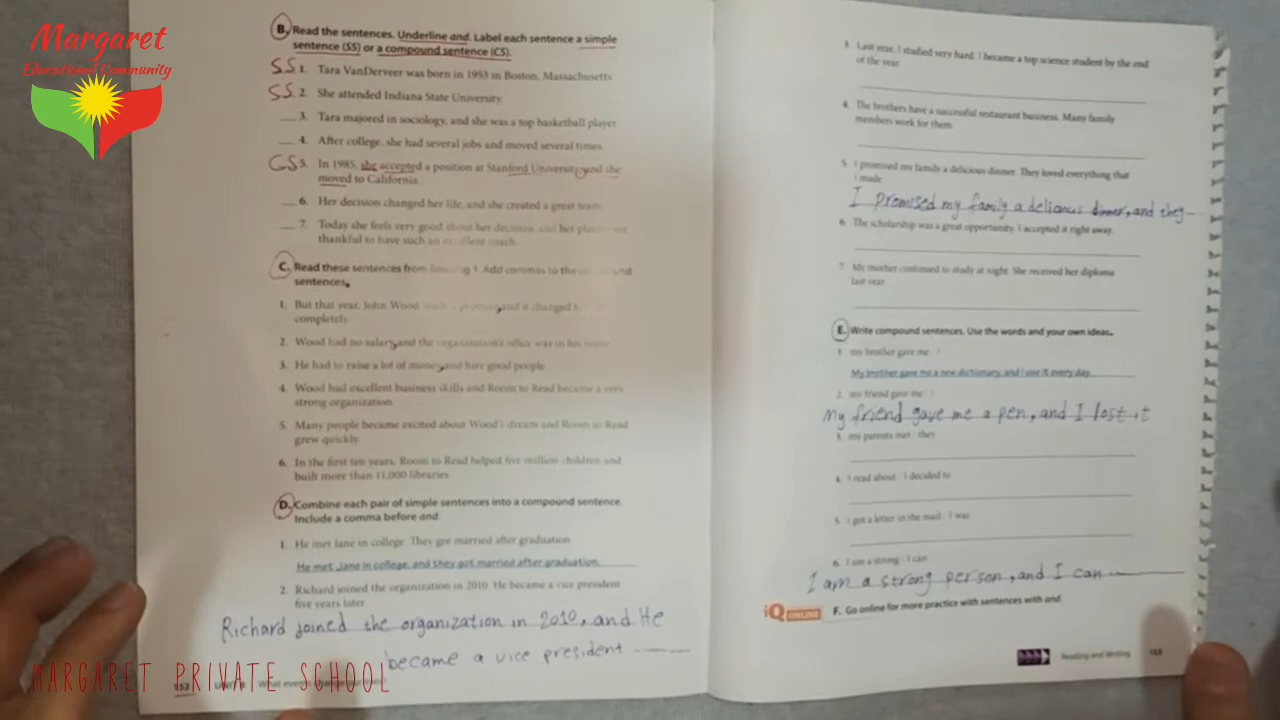 Margaret
Educational Community
B. Read the sentences. Underline and. Label each sentence a simple
sentence (SS) or a compound sentence (CS).
SS 1. Tara VanDerveer was born in 1953 in Boston, Massachusetts.
SS 2. She attended Indiana State University.
3. Tara majored in sociology, and she was a top basketball player.
4. After college, she had several jobs and moved several times.
CS 5. In 1985, she accepted a position at Stanford University, and she
moved to California.
6. Her decision changed her life, and she created a great team.
7. Today she feels very good about her decision, and her players are
thankful to have such an excellent coach.
C. Read these sentences from Reading 1. Add commas to the compound
sentences.
1. But that year, John Wood made a promise, and it changed his
completely.
2. Wood had no salary, and the organization's office was in his home.
3. He had to raise a lot of money, and hire good people.
4. Wood had excellent business skills and Room to Read became a very
strong organization.
5. Many people became excited about Wood's dream and Room to Read
grew quickly.
6. In the first ten years, Room to Read helped five million children and
built more than 11,000 libraries.
D. Combine each pair of simple sentences into a compound sentence.
Include a comma before and.
1. He met Jane in college. They got married after graduation.
He met Jane in college, and they got married after graduation.
2. Richard joined the organization in 2010. He became a vice president
five years later.
Richard joined the organization in 2010, and He
became a vice president
152 UNIT 8 What events
3. Last year, I studied very hard. I became a top science student by the end
of the year.
4. The brothers have a successful restaurant business. Many family
members work for them.
5. I promised my family a delicious dinner. They loved everything that
I made.
I promised my family a delicious dinner, and they
6. The scholarship was a great opportunity. I accepted it right away.
7. My mother continued to study at night. She received her diploma
last year.
E. Write compound sentences. Use the words and your own ideas.
1. my brother gave me / I
My brother gave me a new dictionary, and I use it every day.
2. my friend gave me / I
My friend gave me a pen, and I lost it
3. my parents met / they
4. I read about / I decided to
5. I got a letter in the mail / I was
6. I am a strong / I can
I am a strong person, and I can
iQ ONLINE F. Go online for more practice with sentences with and.
Reading and Writing 153
MARGARET PRIVATE SCHOOL